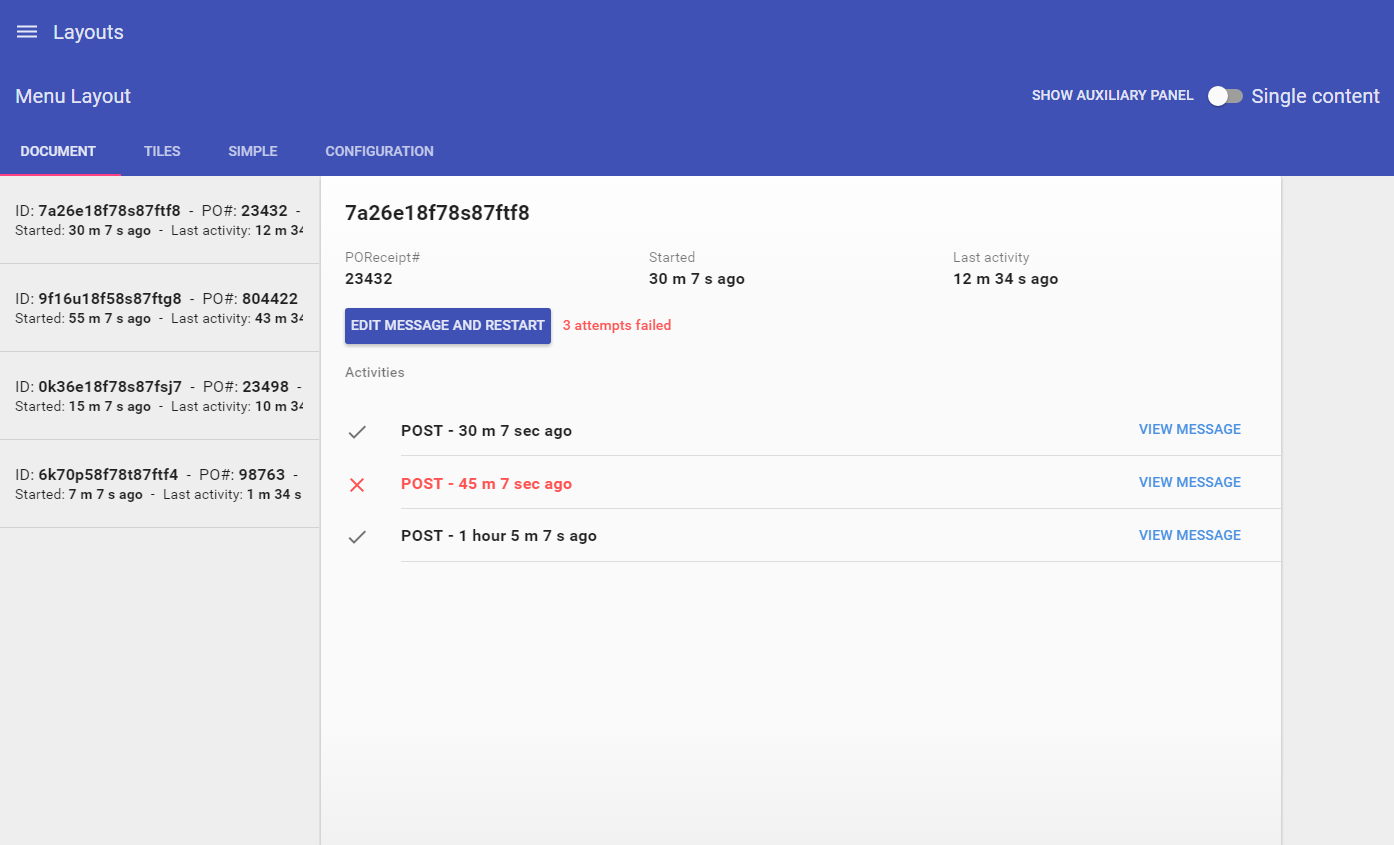 Layouts
Menu Layout
SHOW AUXILIARY PANEL Single content
DOCUMENT TILES SIMPLE CONFIGURATION
ID: 7a26e18f78s87ftf8 - PO#: 23432 -
Started: 30 m 7 s ago - Last activity: 12 m 34
ID: 9f16u18f58s87ftg8 - PO#: 804422
Started: 55 m 7 s ago - Last activity: 43 m 34
ID: 0k36e18f78s87fsj7 - PO#: 23498 -
Started: 15 m 7 s ago - Last activity: 10 m 34
ID: 6k70p58f78t87ftf4 - PO#: 98763 -
Started: 7 m 7 s ago - Last activity: 1 m 34 s
7a26e18f78s87ftf8
POReceipt# Started Last activity
23432 30 m 7 s ago 12 m 34 s ago
EDIT MESSAGE AND RESTART 3 attempts failed
Activities
POST - 30 m 7 sec ago VIEW MESSAGE
POST - 45 m 7 sec ago VIEW MESSAGE
POST - 1 hour 5 m 7 s ago VIEW MESSAGE